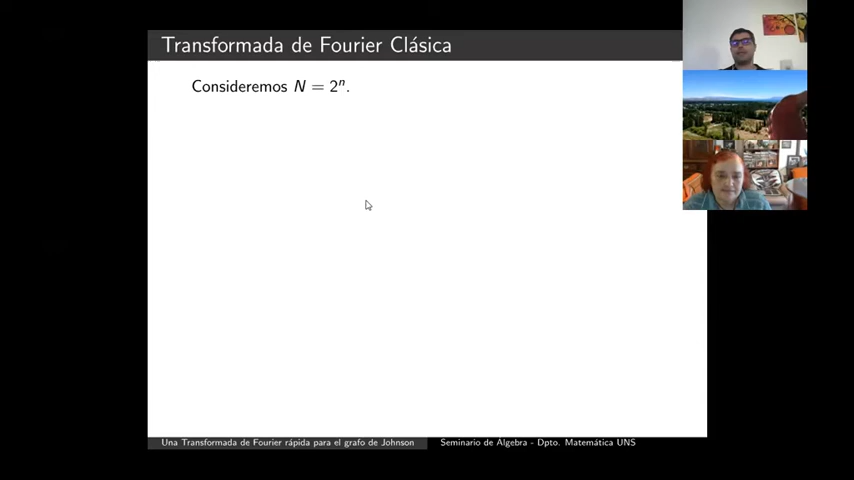 Transformada de Fourier Clásica
Consideremos N = 2ⁿ.
Una Transformada de Fourier rápida para el grafo de Johnson
Seminario de Álgebra - Dpto. Matemática UNS